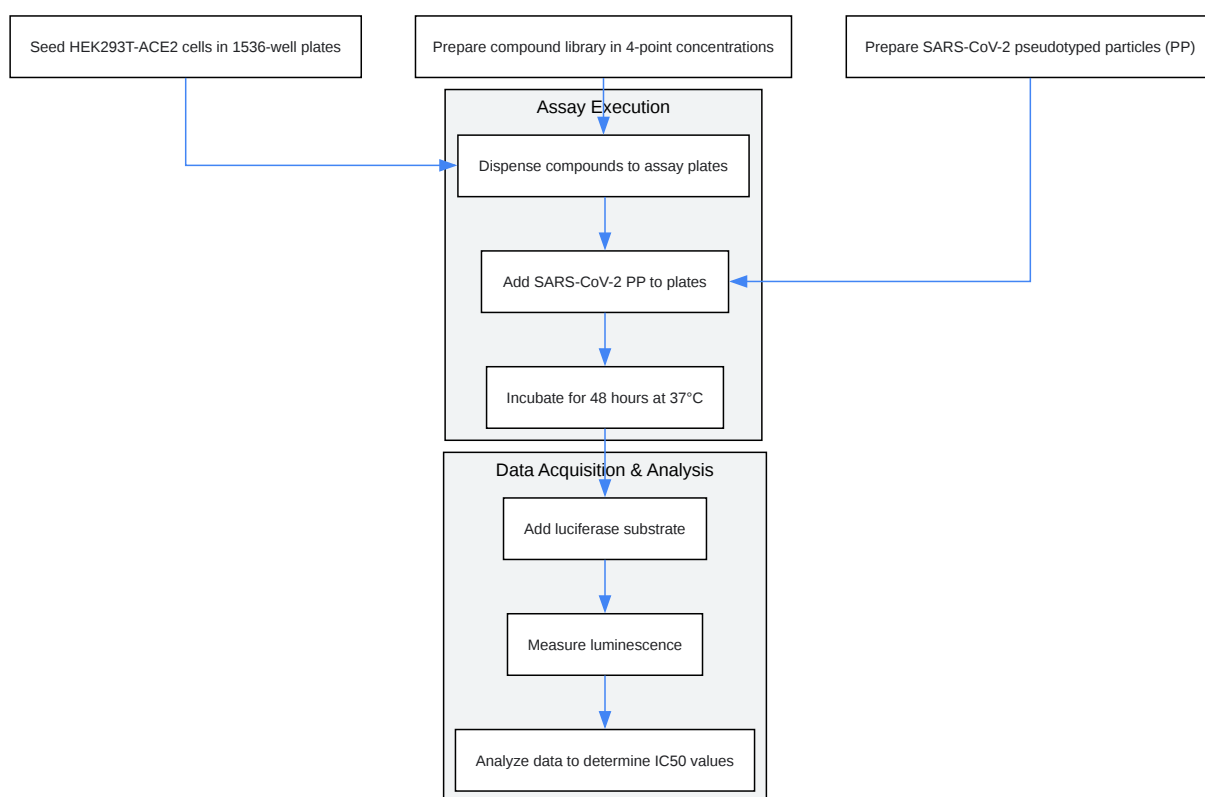 Seed HEK293T-ACE2 cells in 1536-well plates
Prepare compound library in 4-point concentrations
Prepare SARS-CoV-2 pseudotyped particles (PP)
Assay Execution
Dispense compounds to assay plates
Add SARS-CoV-2 PP to plates
Incubate for 48 hours at 37°C
Data Acquisition & Analysis
Add luciferase substrate
Measure luminescence
Analyze data to determine IC50 values